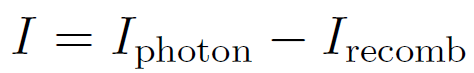 I = I_photon − I_recomb